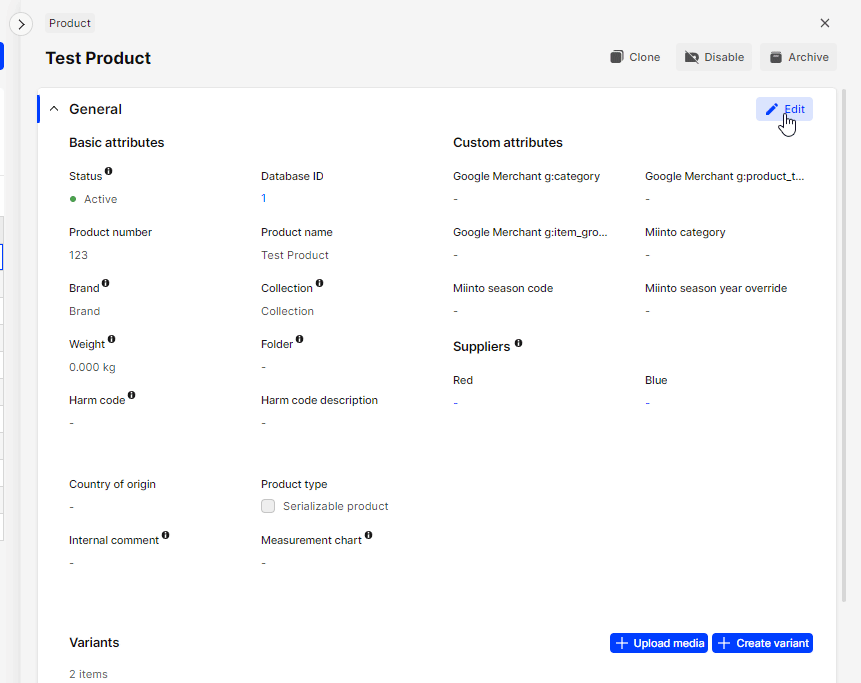 Product
Test Product
Clone
Disable
Archive
General
Edit
Basic attributes
Custom attributes
Status
Database ID
Google Merchant g:category
Google Merchant g:product_t...
Active
1
-
-
Product number
Product name
Google Merchant g:item_gro...
Miinto category
123
Test Product
-
-
Brand
Collection
Miinto season code
Miinto season year override
Brand
Collection
-
-
Weight
Folder
Suppliers
0.000 kg
-
Red
Blue
Harm code
Harm code description
-
-
-
-
Country of origin
Product type
-
Serializable product
Internal comment
Measurement chart
-
-
Variants
Upload media
Create variant
2 items